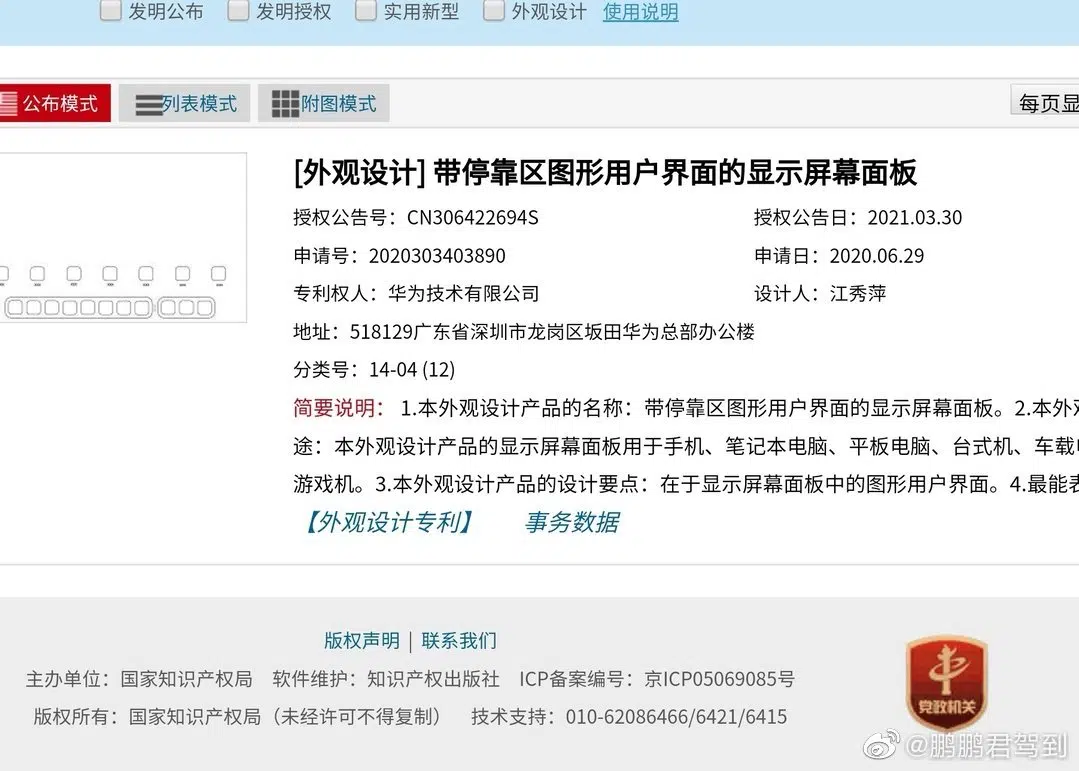 发明公布 发明授权 实用新型 外观设计 使用说明
公布模式 列表模式 附图模式 每页显
[外观设计] 带停靠区图形用户界面的显示屏幕面板
授权公告号：CN306422694S 授权公告日：2021.03.30
申请号：2020303403890 申请日：2020.06.29
专利权人：华为技术有限公司 设计人：江秀萍
地址：518129广东省深圳市龙岗区坂田华为总部办公楼
分类号：14-04 (12)
简要说明： 1.本外观设计产品的名称：带停靠区图形用户界面的显示屏幕面板。2.本外
途：本外观设计产品的显示屏幕面板用于手机、笔记本电脑、平板电脑、台式机、车载
游戏机。3.本外观设计产品的设计要点：在于显示屏幕面板中的图形用户界面。4.最能表
【外观设计专利】 事务数据
版权声明 | 联系我们
主办单位：国家知识产权局 软件维护：知识产权出版社 ICP备案编号：京ICP05069085号
版权所有：国家知识产权局（未经许可不得复制） 技术支持：010-62086466/6421/6415
党政机关
@鹏鹏君驾到